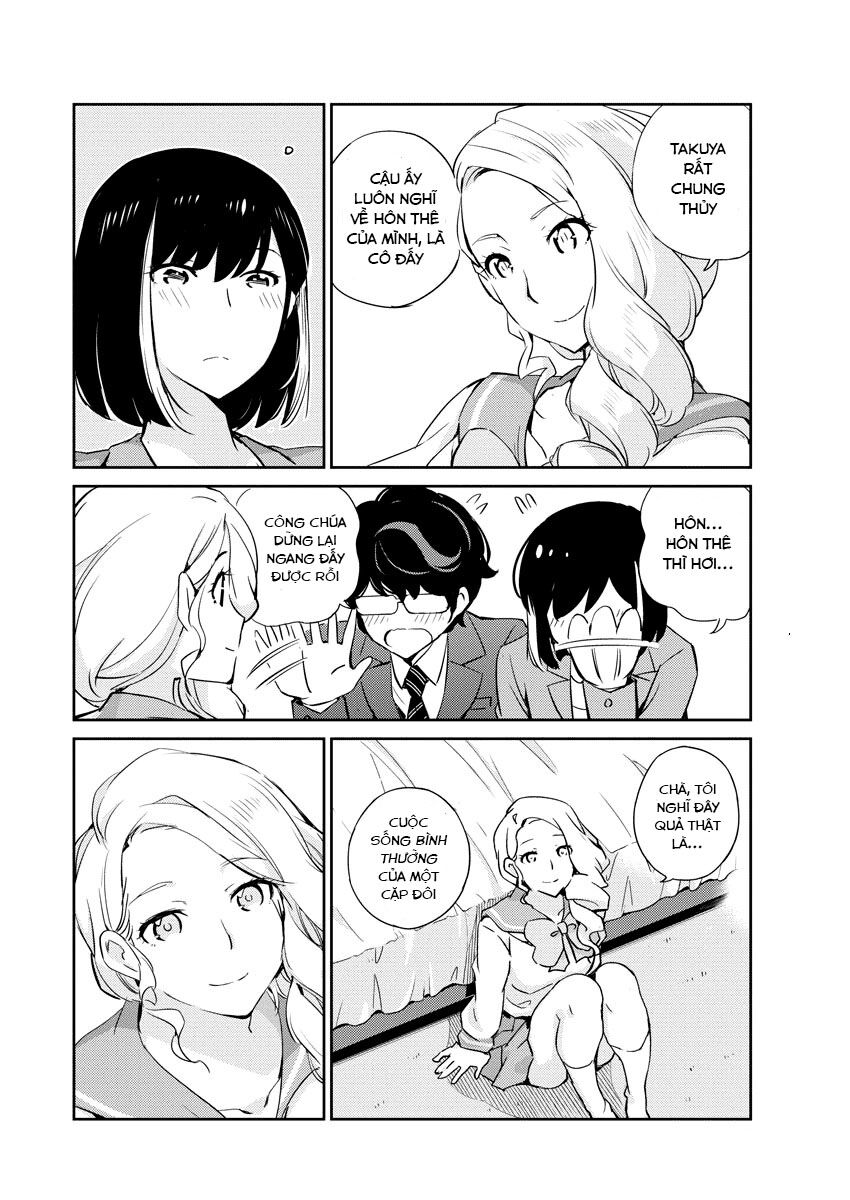 TAKUYA
RẤT
CHUNG
THỦY
CẬU ẤY
LUÔN NGHĨ
VỀ HÔN THÊ
CỦA MÌNH, LÀ
CÔ ĐẤY
HÔN...
HÔN THÊ
THÌ HƠI...
CÔNG CHÚA
DỪNG LẠI
NGANG ĐẤY
ĐƯỢC RỒI
CHÀ, TÔI
NGHĨ ĐÂY
QUẢ THẬT
LÀ...
CUỘC
SỐNG BÌNH
THƯỜNG
CỦA MỘT
CẶP ĐÔI